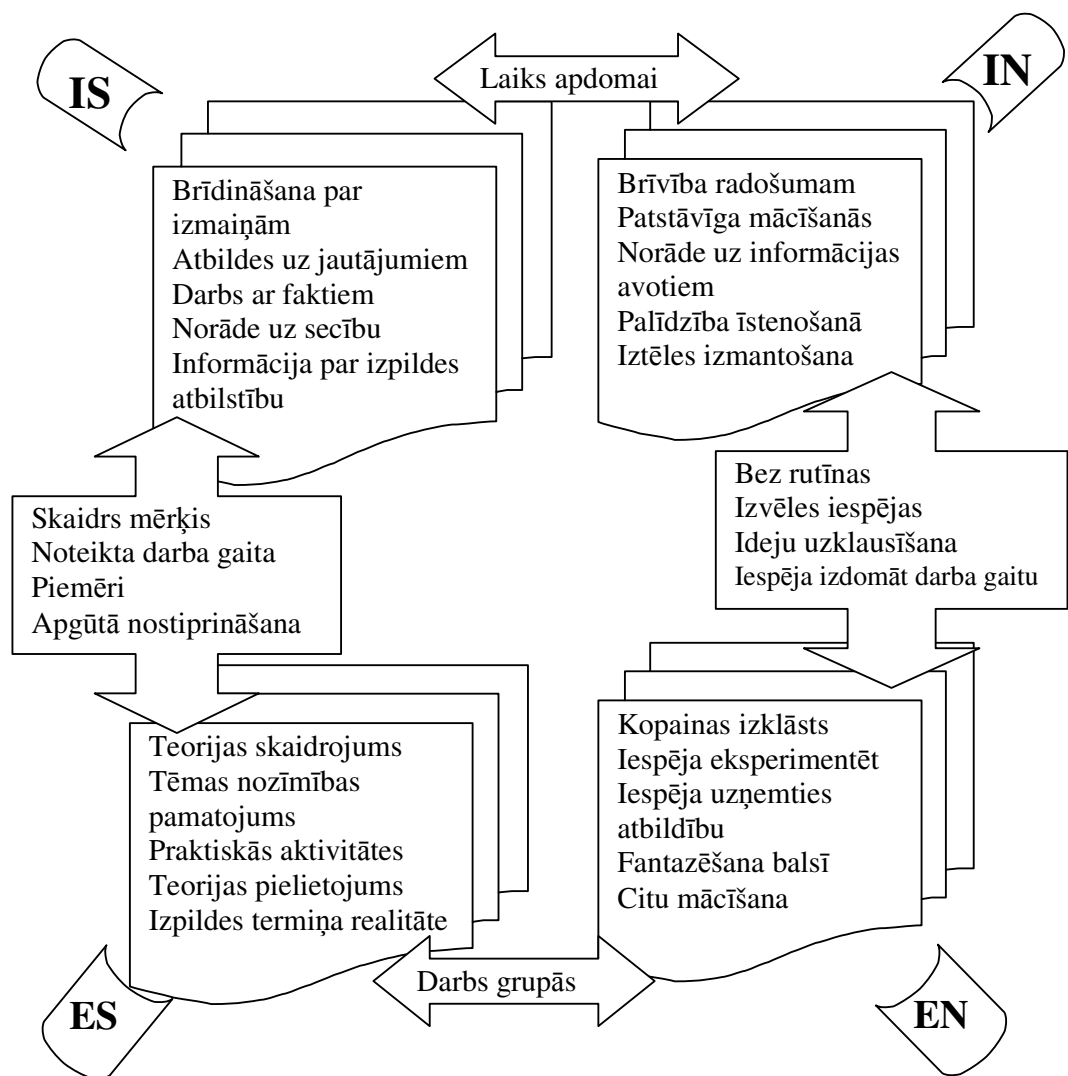 IS
Laiks apdomai
IN
Brīdināšana par
izmaiņām
Atbildes uz jautājumiem
Darbs ar faktiem
Norāde uz secību
Informācija par izpildes
atbilstību
Brīvība radošumam
Patstāvīga mācīšanās
Norāde uz informācijas
avotiem
Palīdzība īstenošanā
Iztēles izmantošana
Skaidrs mērķis
Noteikta darba gaita
Piemēri
Apgūtā nostiprināšana
Bez rutīnas
Izvēles iespējas
Ideju uzklausīšana
Iespēja izdomāt darba gaitu
Teorijas skaidrojums
Tēmas nozīmības
pamatojums
Praktiskās aktivitātes
Teorijas pielietojums
Izpildes termiņa realitāte
Kopainas izklāsts
Iespēja eksperimentēt
Iespēja uzņemties
atbildību
Fantazēšana balsī
Citu mācīšana
ES
Darbs grupās
EN